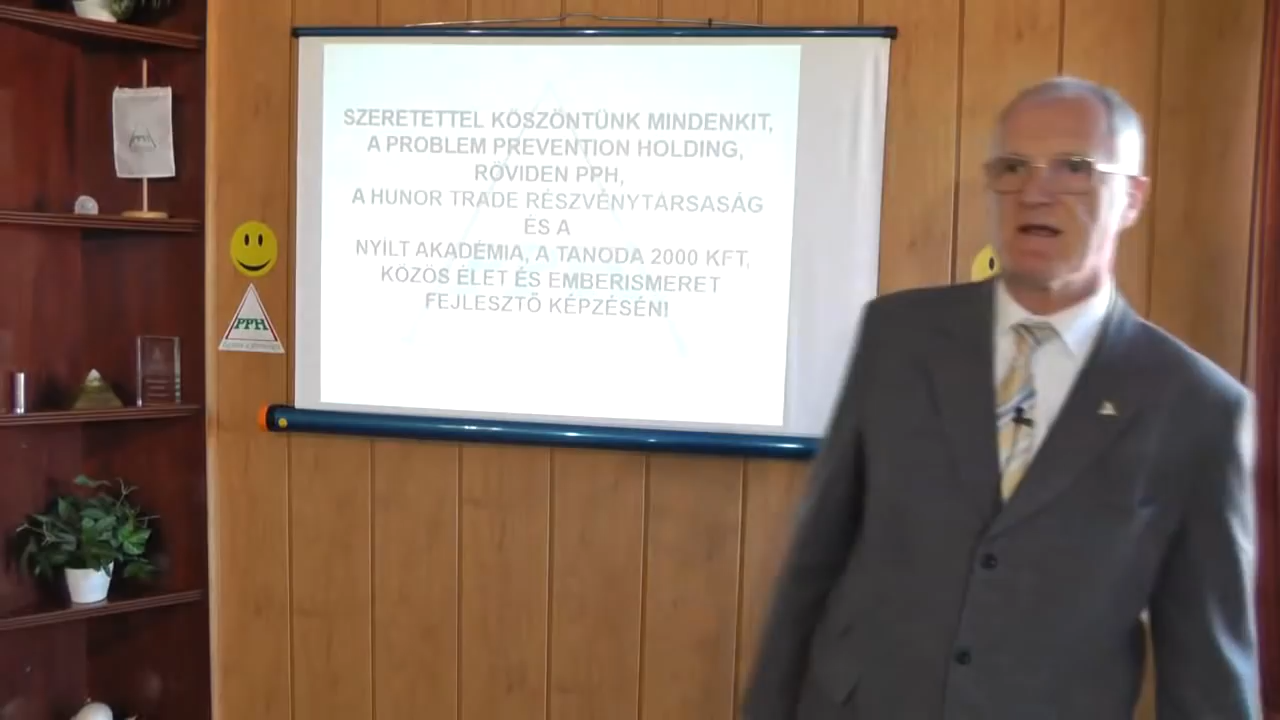 SZERETETTEL KÖSZÖNTÜNK MINDENKIT,
A PROBLEM PREVENTION HOLDING,
RÖVIDEN PPH,
A HUNOR TRADE RÉSZVÉNYTÁRSASÁG
ÉS A
NYÍLT AKADÉMIA, A TANODA 2000 KFT,
KÖZÖS ÉLET ÉS EMBERISMERET
FEJLESZTŐ KÉPZÉSÉN!
PPH